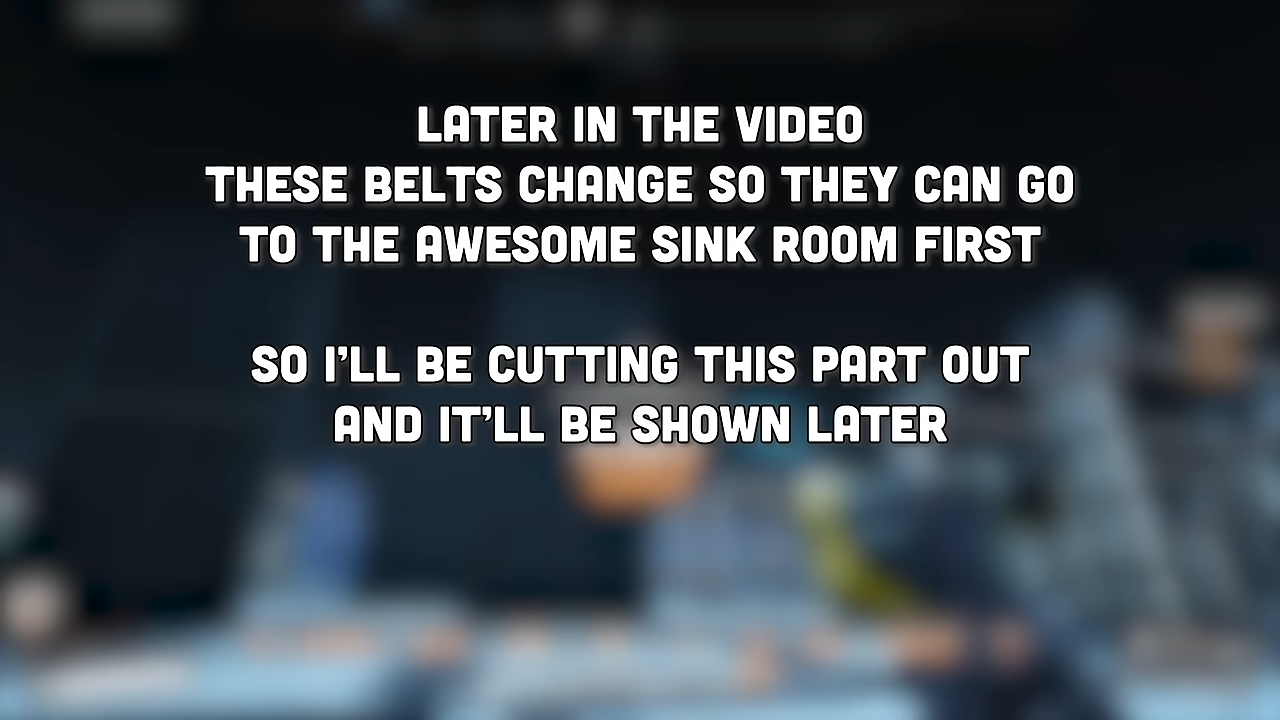 LATER IN THE VIDEO
THESE BELTS CHANGE SO THEY CAN GO
TO THE AWESOME SINK ROOM FIRST
SO I'LL BE CUTTING THIS PART OUT
AND IT'LL BE SHOWN LATER